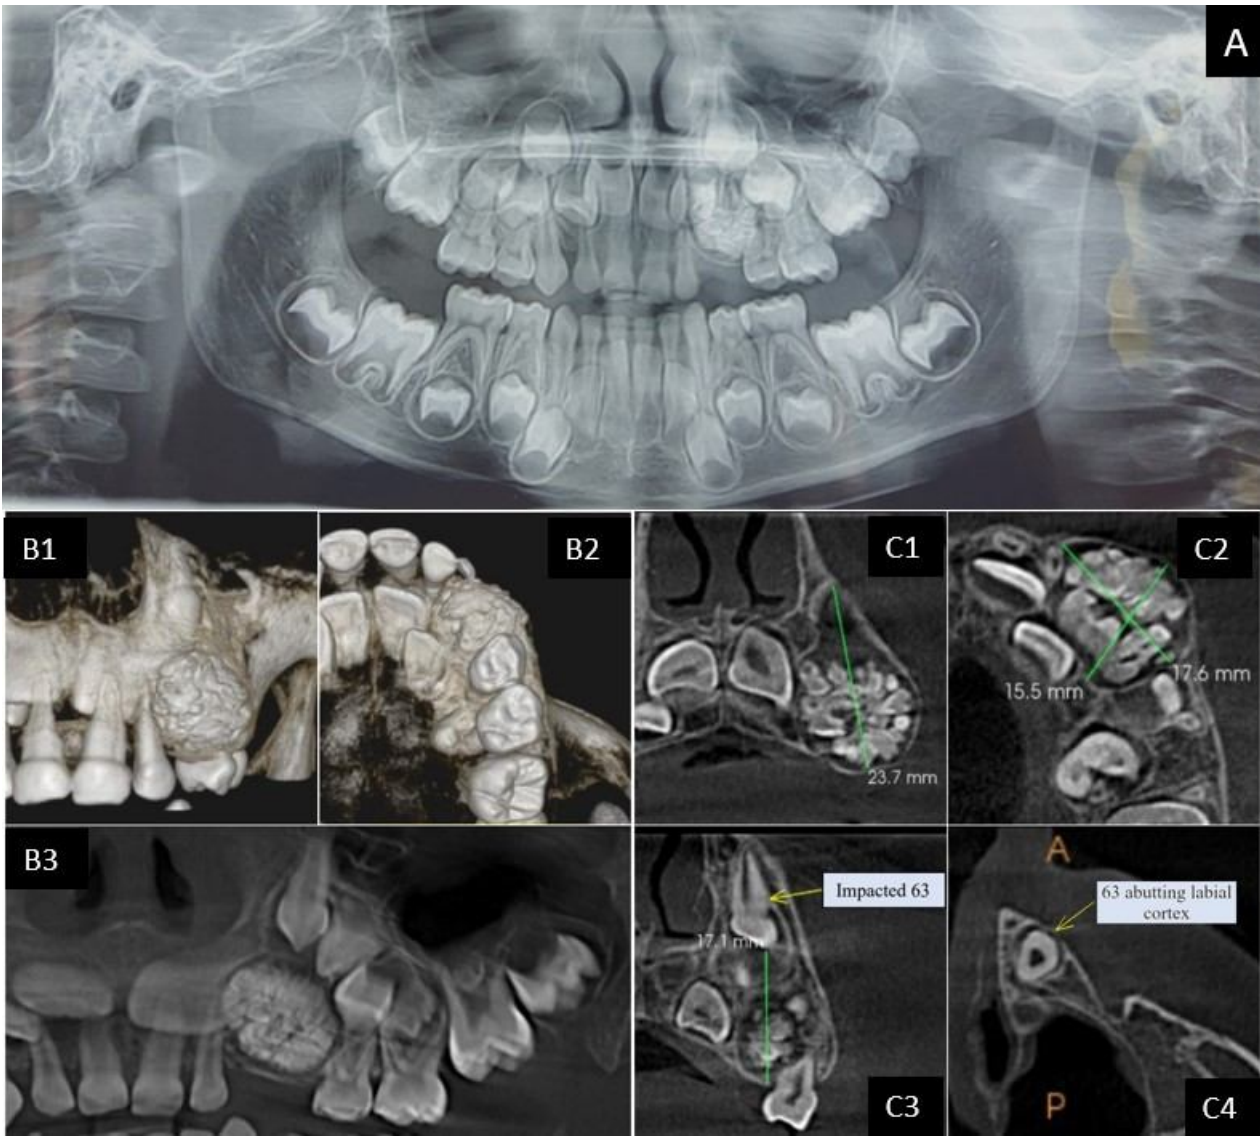 A
B1
B2
C1
C2
23.7 mm
15.5 mm
17.6 mm
B3
Impacted 63
17.1 mm
C3
A
63 abutting labial
cortex
P
C4